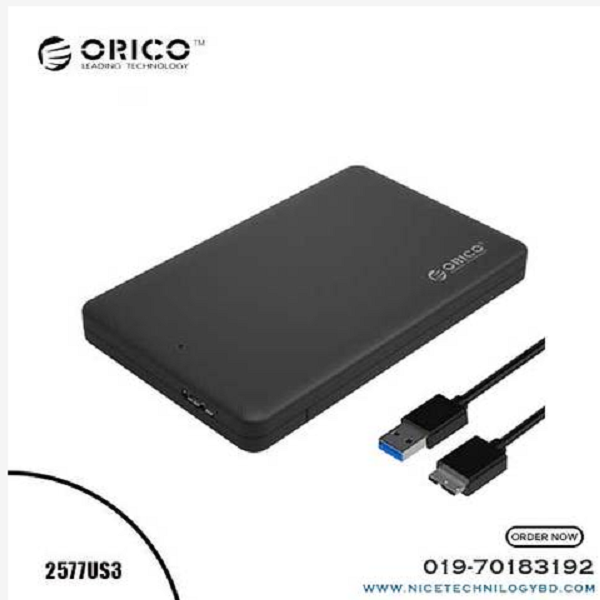 ORICO™
LEADING TECHNOLOGY
ORICO
2577US3
ORDER NOW
019-70183192
WWW.NICETECHNILOGYBD.COM